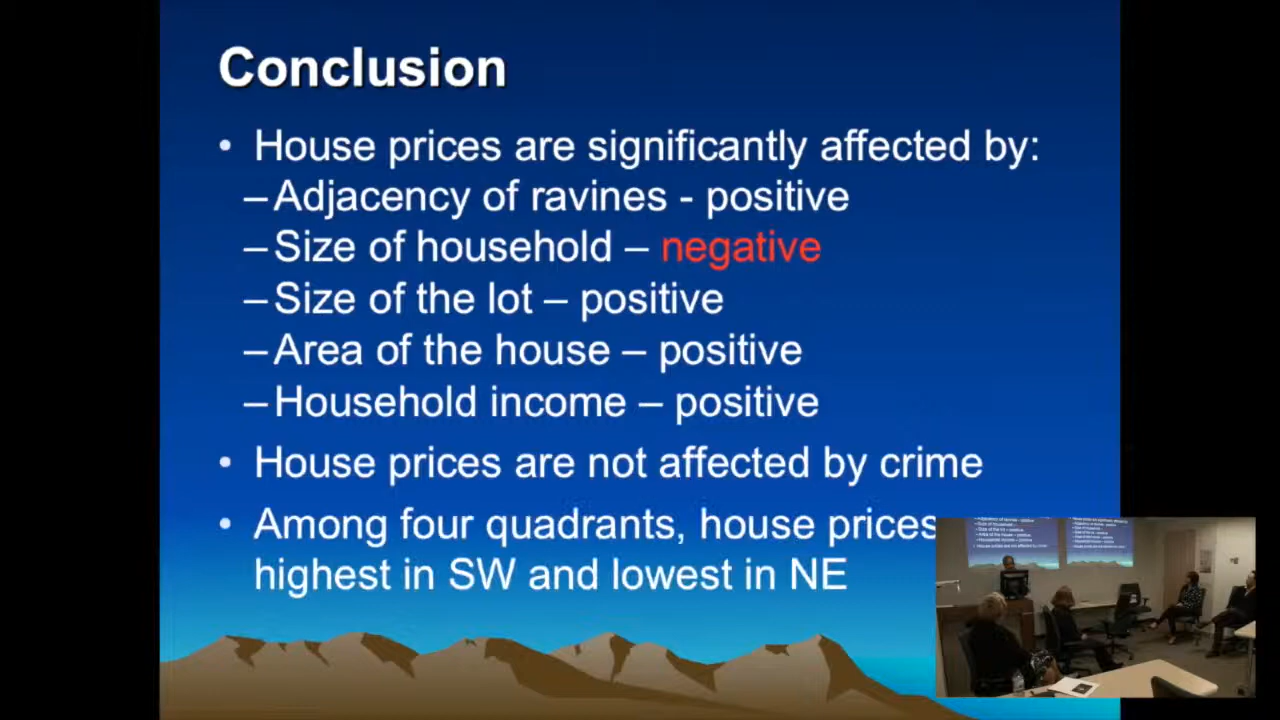 Conclusion
• House prices are significantly affected by:
–Adjacency of ravines - positive
–Size of household – negative
–Size of the lot – positive
–Area of the house – positive
–Household income – positive
• House prices are not affected by crime
• Among four quadrants, house prices
highest in SW and lowest in NE